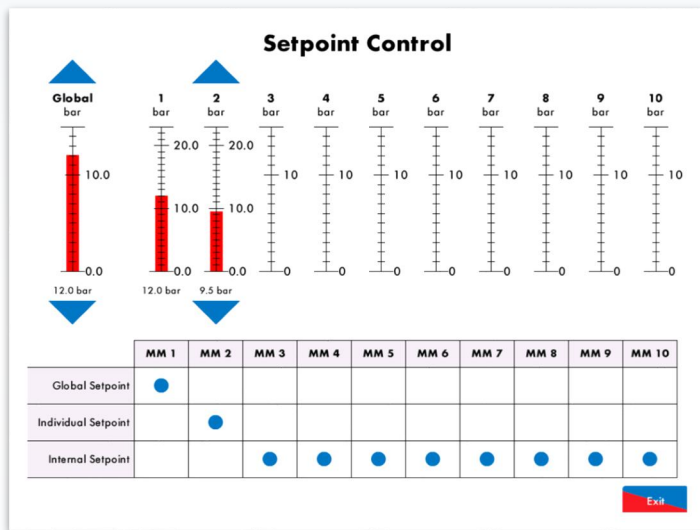 Setpoint Control
Global 1 2 3 4 5 6 7 8 9 10
bar bar bar bar bar bar bar bar bar bar bar
20.0 20.0
10.0 10 10 10 10 10 10 10 10
10.0 10.0
0.0 0.0 0.0 0 0 0 0 0 0 0 0
12.0 bar 12.0 bar 9.5 bar
MM 1 MM 2 MM 3 MM 4 MM 5 MM 6 MM 7 MM 8 MM 9 MM 10
Global Setpoint
Individual Setpoint
Internal Setpoint
Exit